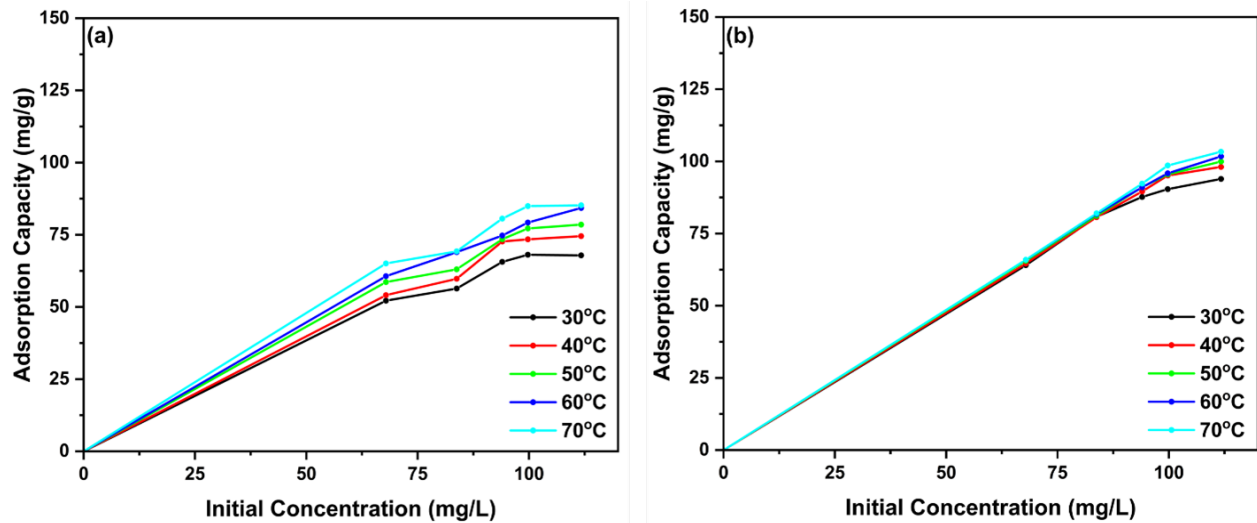 (a)
150
125
100
75
50
25
0
Adsorption Capacity (mg/g)
30°C
40°C
50°C
60°C
70°C
0 25 50 75 100
Initial Concentration (mg/L)
(b)
150
125
100
75
50
25
0
Adsorption Capacity (mg/g)
30°C
40°C
50°C
60°C
70°C
0 25 50 75 100
Initial Concentration (mg/L)